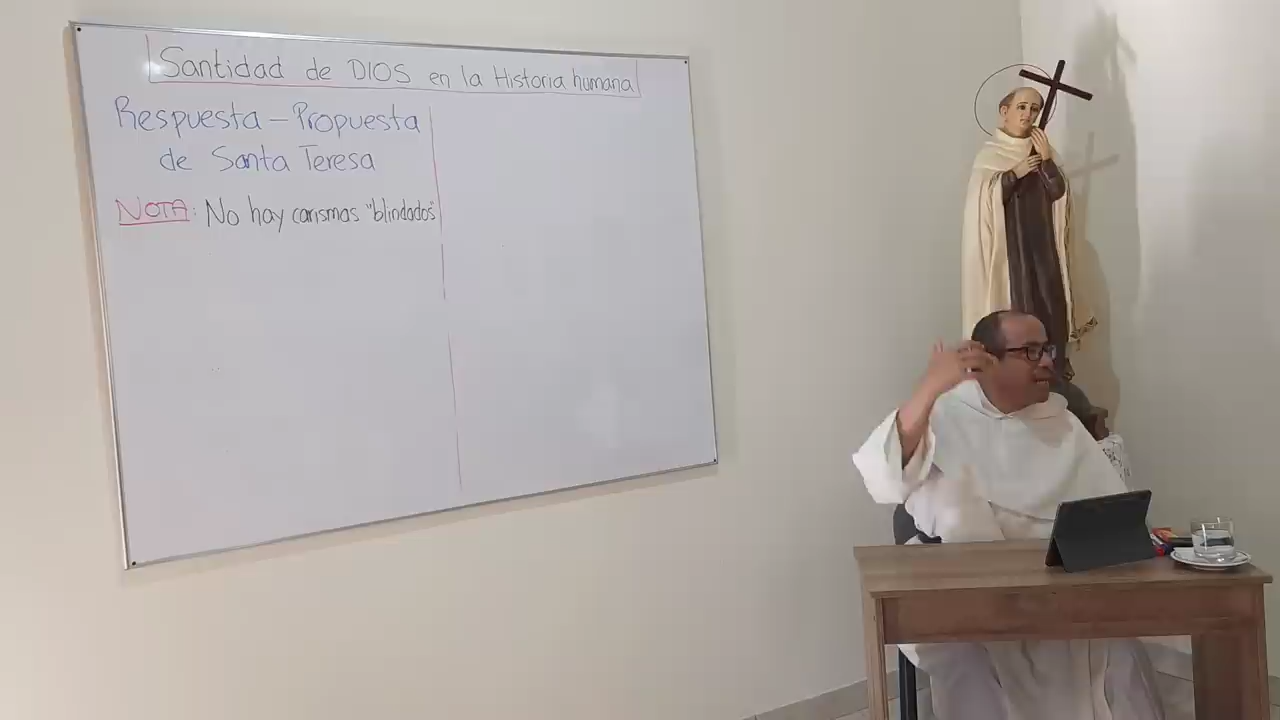 Santidad de DIOS en la Historia humana
Respuesta – Propuesta
de Santa Teresa
NOTA: No hay carismas "blindados"